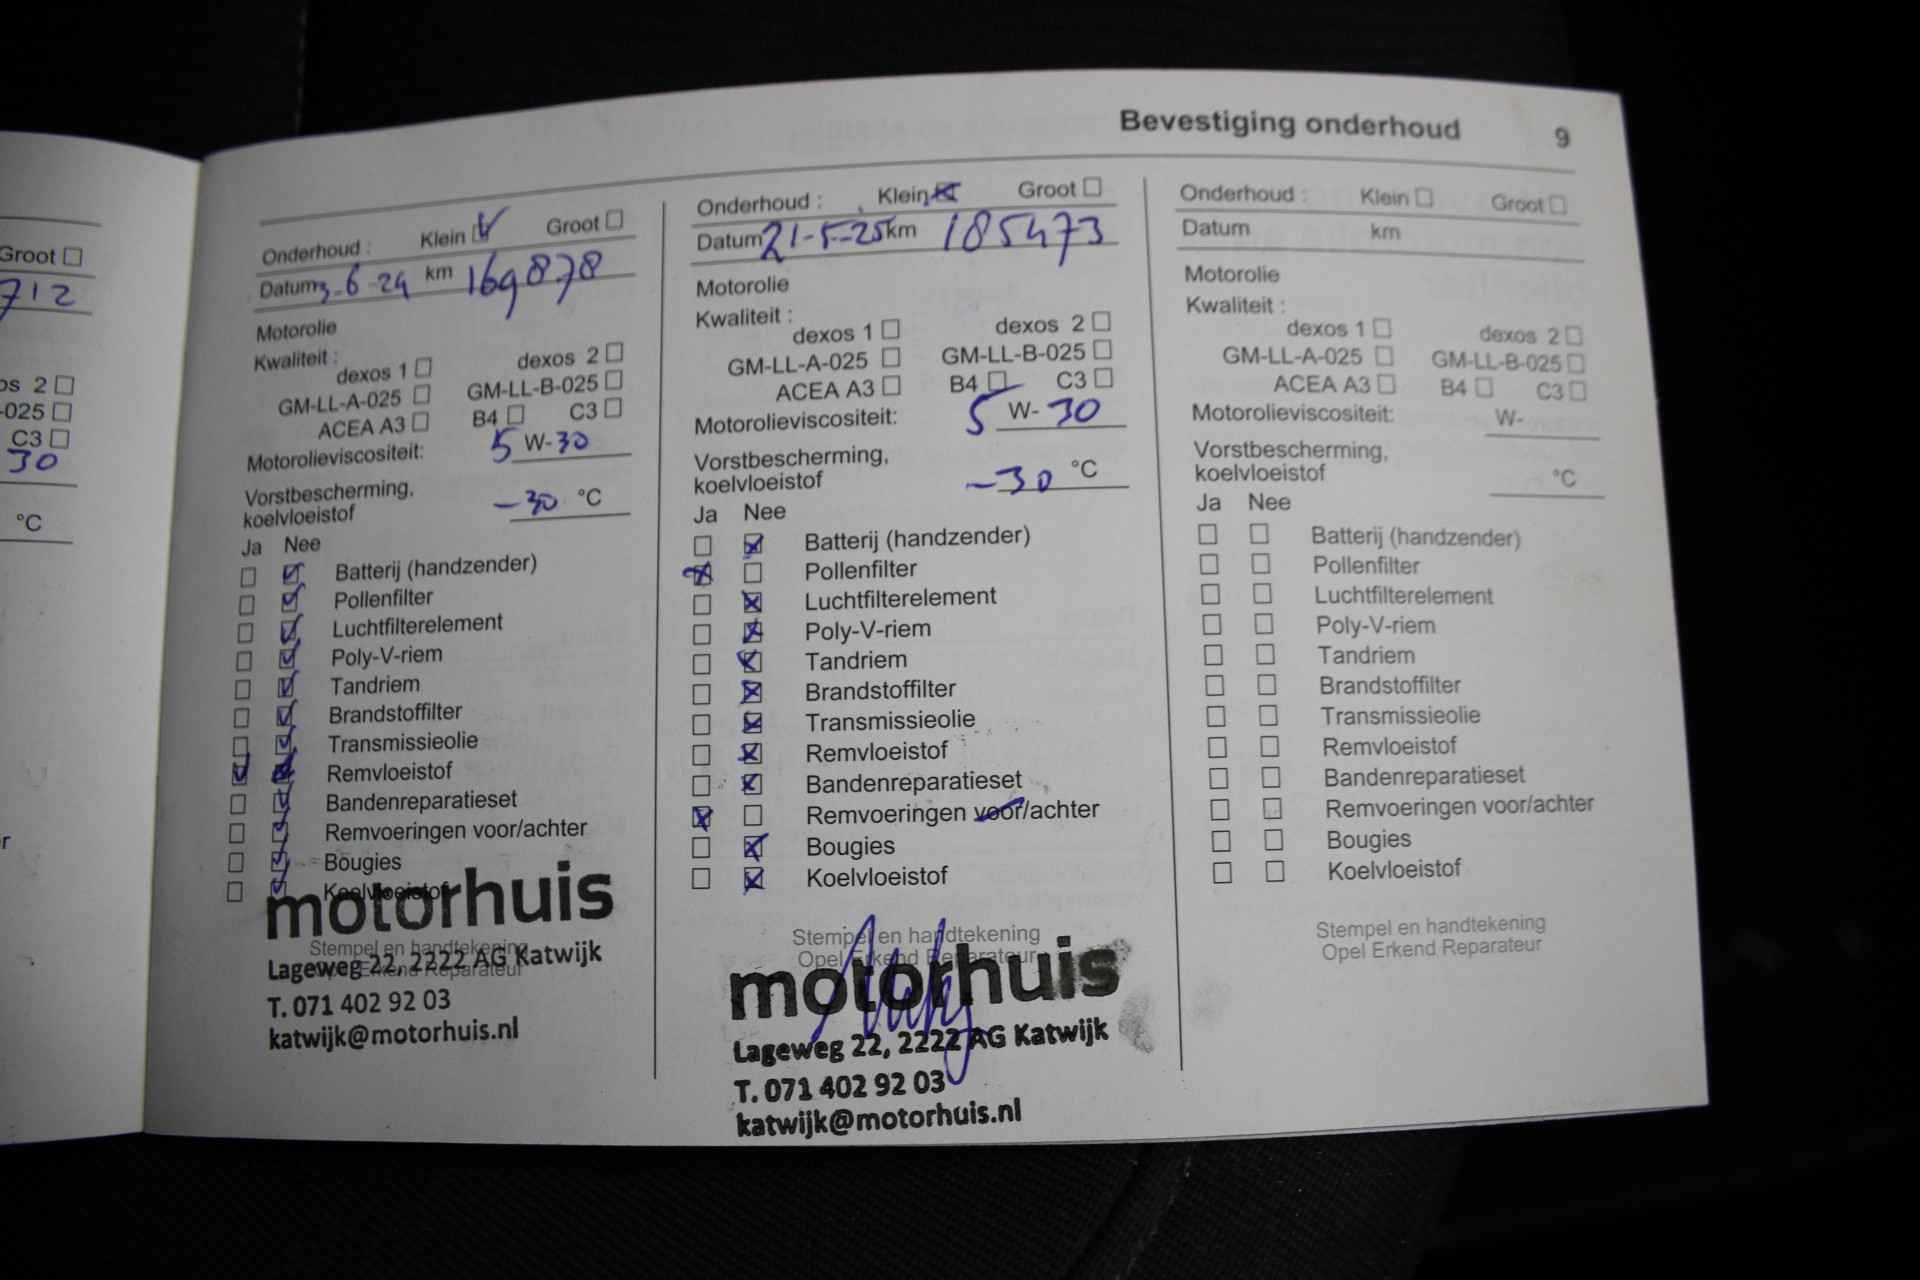 Groot
712
os 2
-025
C3
30
°C
r
Bevestiging onderhoud 9
Onderhoud : Klein Groot
Datum 3-6-24 km 169878
Motorolie
Kwaliteit :
dexos 1 dexos 2
GM-LL-A-025 GM-LL-B-025
ACEA A3 B4 C3
Motorolieviscositeit: 5 W-30
Vorstbescherming,
koelvloeistof -30 °C
Ja Nee
Batterij (handzender)
Pollenfilter
Luchtfilterelement
Poly-V-riem
Tandriem
Brandstoffilter
Transmissieolie
Remvloeistof
Bandenreparatieset
Remvoeringen voor/achter
Bougies
Koelvloeistof
motorhuis
Stempel en handtekening
Opel Erkend Reparateur
Lageweg 22, 2222 AG Katwijk
T. 071 402 92 03
katwijk@motorhuis.nl
Onderhoud : Klein Groot
Datum 21-5-25 km 185473
Motorolie
Kwaliteit :
dexos 1 dexos 2
GM-LL-A-025 GM-LL-B-025
ACEA A3 B4 C3
Motorolieviscositeit: 5 W-30
Vorstbescherming,
koelvloeistof -30 °C
Ja Nee
Batterij (handzender)
Pollenfilter
Luchtfilterelement
Poly-V-riem
Tandriem
Brandstoffilter
Transmissieolie
Remvloeistof
Bandenreparatieset
Remvoeringen voor/achter
Bougies
Koelvloeistof
Stempel en handtekening
Opel Erkend Reparateur
motorhuis
Lageweg 22, 2222 AG Katwijk
T. 071 402 92 03
katwijk@motorhuis.nl
Onderhoud : Klein Groot
Datum km
Motorolie
Kwaliteit :
dexos 1 dexos 2
GM-LL-A-025 GM-LL-B-025
ACEA A3 B4 C3
Motorolieviscositeit: W-
Vorstbescherming,
koelvloeistof °C
Ja Nee
Batterij (handzender)
Pollenfilter
Luchtfilterelement
Poly-V-riem
Tandriem
Brandstoffilter
Transmissieolie
Remvloeistof
Bandenreparatieset
Remvoeringen voor/achter
Bougies
Koelvloeistof
Stempel en handtekening
Opel Erkend Reparateur